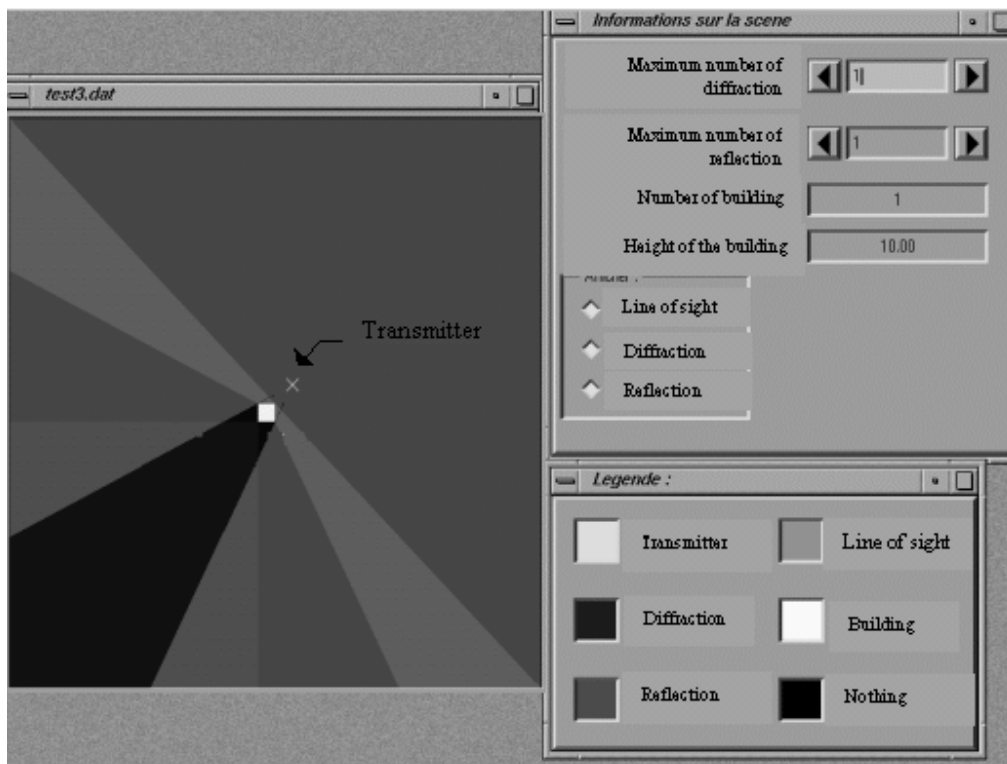 Informations sur la scene
Maximum number of
diffraction
1
Maximum number of
reflection
1
Number of building
1
Height of the building
10.00
Line of sight
Diffraction
Reflection
test3.dat
Transmitter
Legende :
Transmitter
Line of sight
Diffraction
Building
Reflection
Nothing